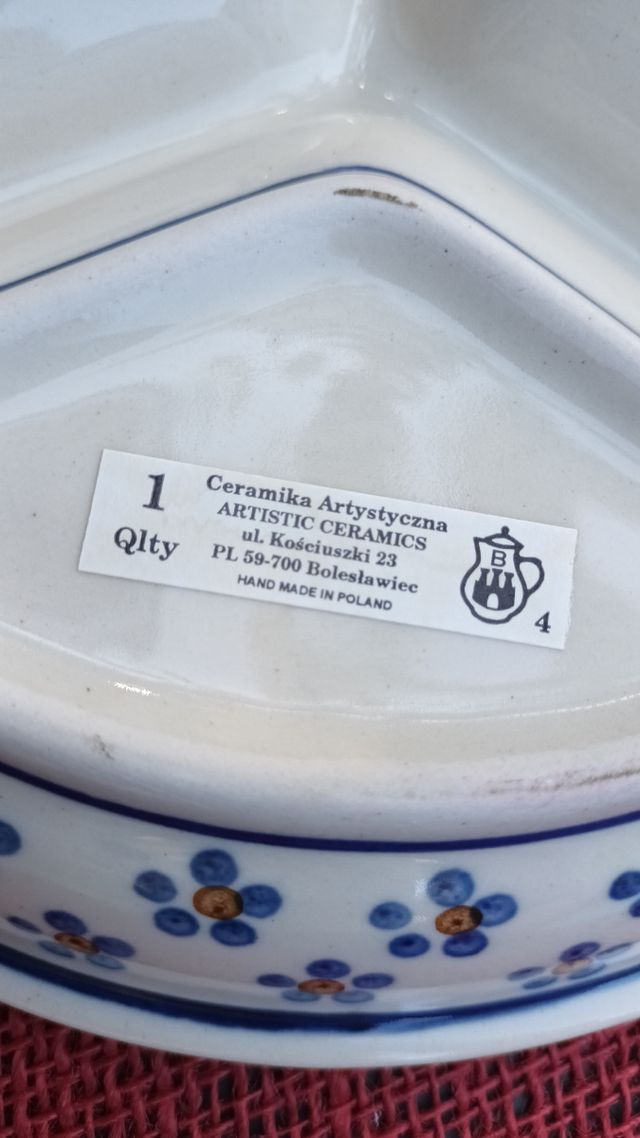 1
Qlty
Ceramika Artystyczna
ARTISTIC CERAMICS
ul. Kościuszki 23
PL 59-700 Bolesławiec
HAND MADE IN POLAND
B
4